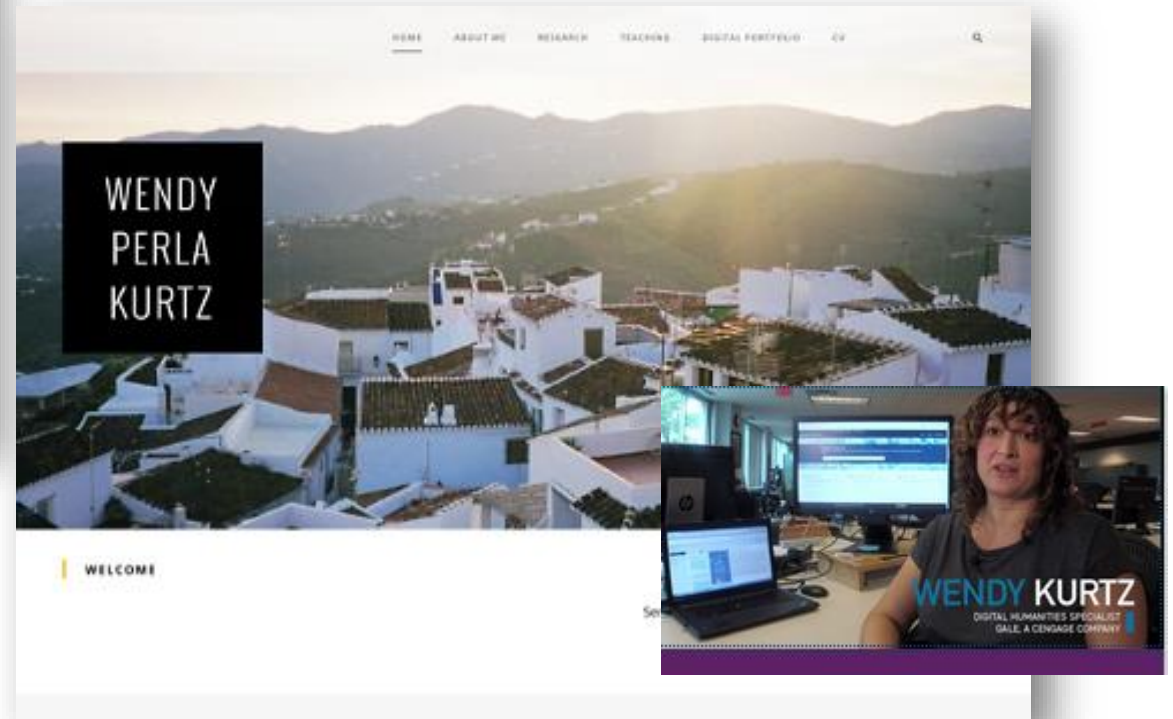 HOME ABOUT ME RESEARCH TEACHING DIGITAL PORTFOLIO CV
WENDY
PERLA
KURTZ
WELCOME
WENDY KURTZ
DIGITAL HUMANITIES SPECIALIST
GALE, A CENGAGE COMPANY